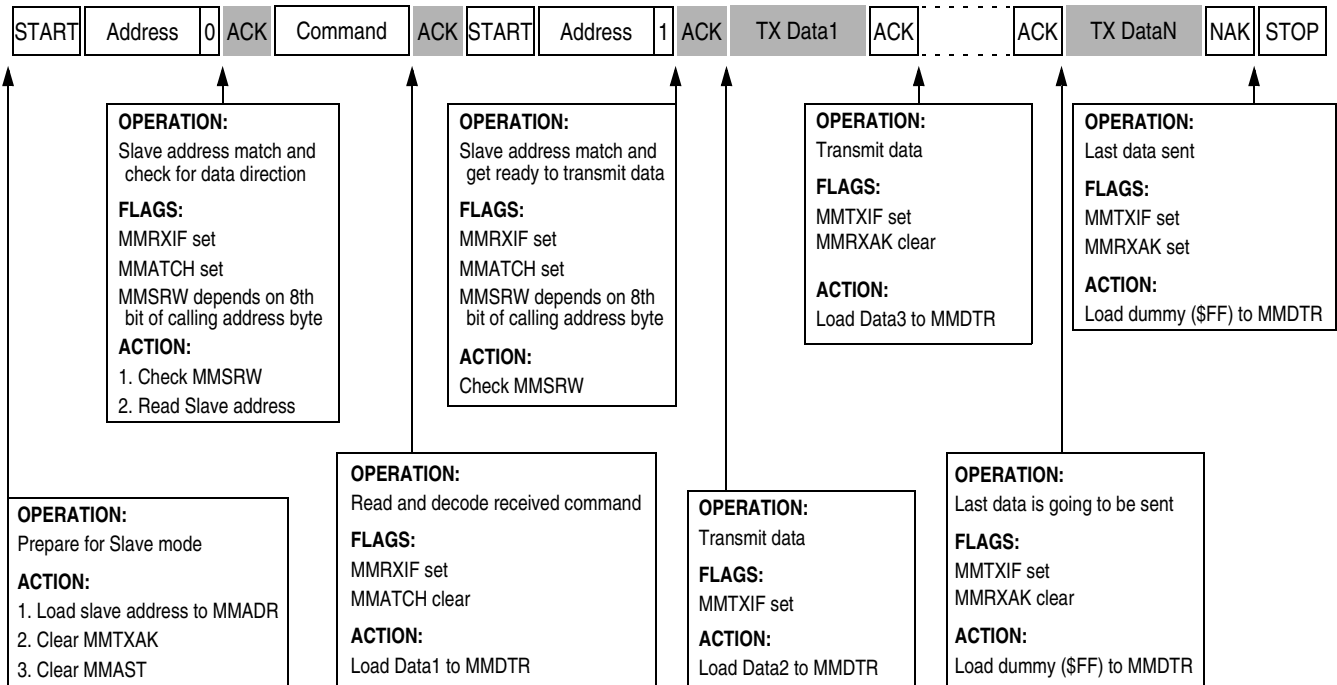 START Address 0 ACK Command ACK START Address 1 ACK TX Data1 ACK ACK TX DataN NAK STOP
OPERATION:
Slave address match and
check for data direction
FLAGS:
MMRXIF set
MMATCH set
MMSRW depends on 8th
bit of calling address byte
ACTION:
1. Check MMSRW
2. Read Slave address
OPERATION:
Slave address match and
get ready to transmit data
FLAGS:
MMRXIF set
MMATCH set
MMSRW depends on 8th
bit of calling address byte
ACTION:
Check MMSRW
OPERATION:
Transmit data
FLAGS:
MMTXIF set
MMRXAK clear
ACTION:
Load Data3 to MMDTR
OPERATION:
Last data sent
FLAGS:
MMTXIF set
MMRXAK set
ACTION:
Load dummy ($FF) to MMDTR
OPERATION:
Prepare for Slave mode
ACTION:
1. Load slave address to MMADR
2. Clear MMTXAK
3. Clear MMAST
OPERATION:
Read and decode received command
FLAGS:
MMRXIF set
MMATCH clear
ACTION:
Load Data1 to MMDTR
OPERATION:
Transmit data
FLAGS:
MMTXIF set
ACTION:
Load Data2 to MMDTR
OPERATION:
Last data is going to be sent
FLAGS:
MMTXIF set
MMRXAK clear
ACTION:
Load dummy ($FF) to MMDTR